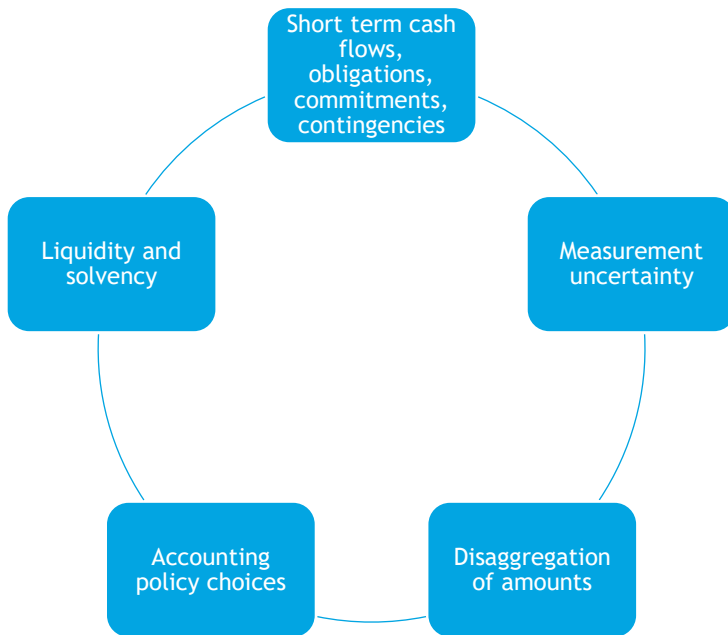 Short term cash
flows,
obligations,
commitments,
contingencies
Measurement
uncertainty
Disaggregation
of amounts
Accounting
policy choices
Liquidity and
solvency